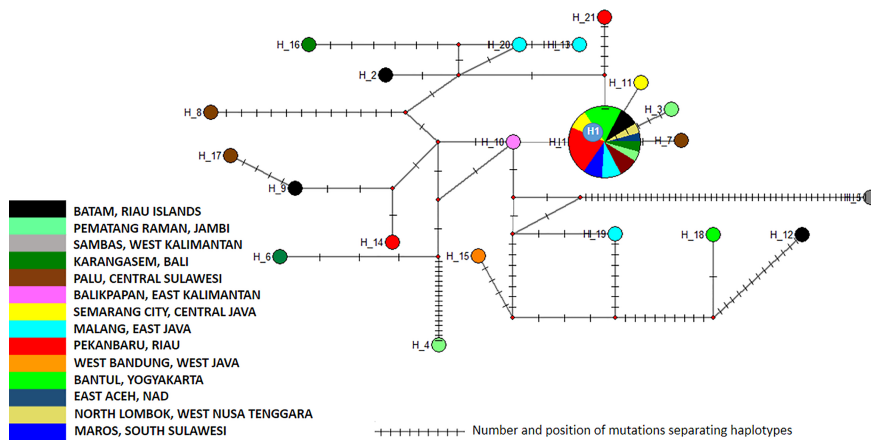 H_21
H_16
H_20
H_13
H_2
H_11
H_3
H_8
H1
H_10
H_1
H_7
H_17
H_9
H_5
BATAM, RIAU ISLANDS
PEMATANG RAMAN, JAMBI
SAMBAS, WEST KALIMANTAN
KARANGASEM, BALI
PALU, CENTRAL SULAWESI
BALIKPAPAN, EAST KALIMANTAN
SEMARANG CITY, CENTRAL JAVA
MALANG, EAST JAVA
PEKANBARU, RIAU
WEST BANDUNG, WEST JAVA
BANTUL, YOGYAKARTA
EAST ACEH, NAD
NORTH LOMBOK, WEST NUSA TENGGARA
MAROS, SOUTH SULAWESI
H_14
H_19
H_18
H_12
H_6
H_15
H_4
Number and position of mutations separating haplotypes